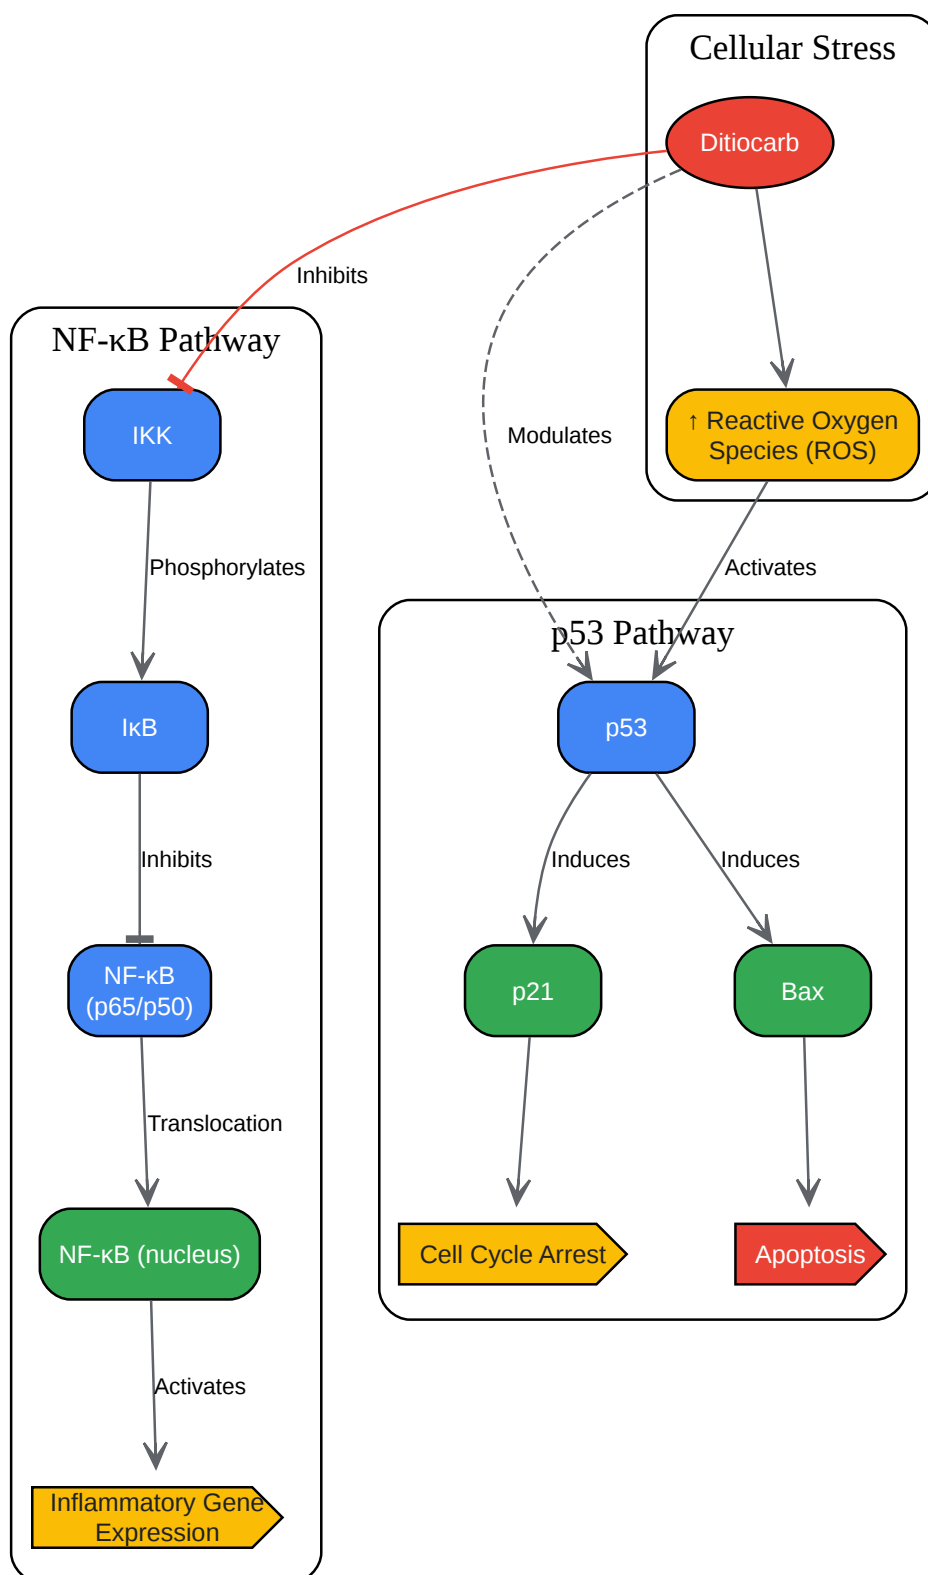 Cellular Stress
Ditiocarb
Inhibits
NF-κB Pathway
IKK
Modulates
↑ Reactive Oxygen
Species (ROS)
Phosphorylates
Activates
p53 Pathway
IκB
p53
Inhibits
Induces
Induces
NF-κB
(p65/p50)
p21
Bax
Translocation
NF-κB (nucleus)
Cell Cycle Arrest
Apoptosis
Activates
Inflammatory Gene
Expression